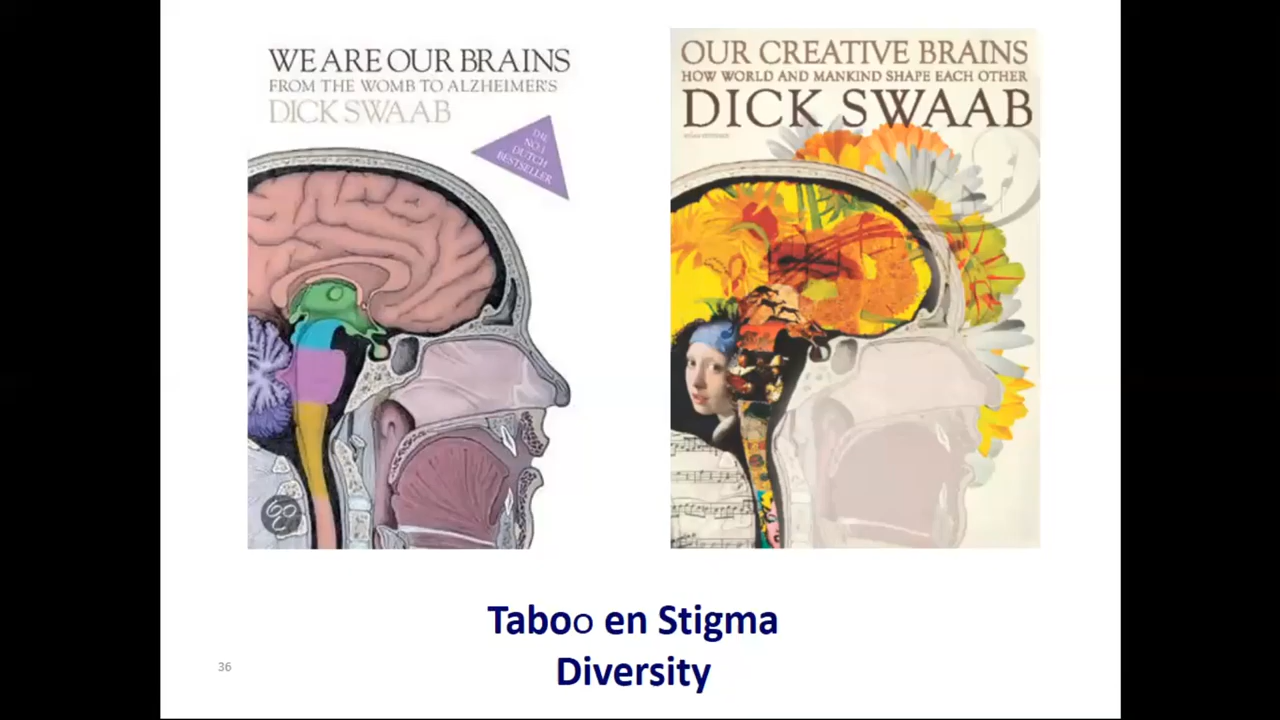 WE ARE OUR BRAINS
FROM THE WOMB TO ALZHEIMER'S
DICK SWAAB
NO.1
DUTCH
BESTSELLER
OUR CREATIVE BRAINS
HOW WORLD AND MANKIND SHAPE EACH OTHER
DICK SWAAB
Taboo en Stigma
Diversity
36